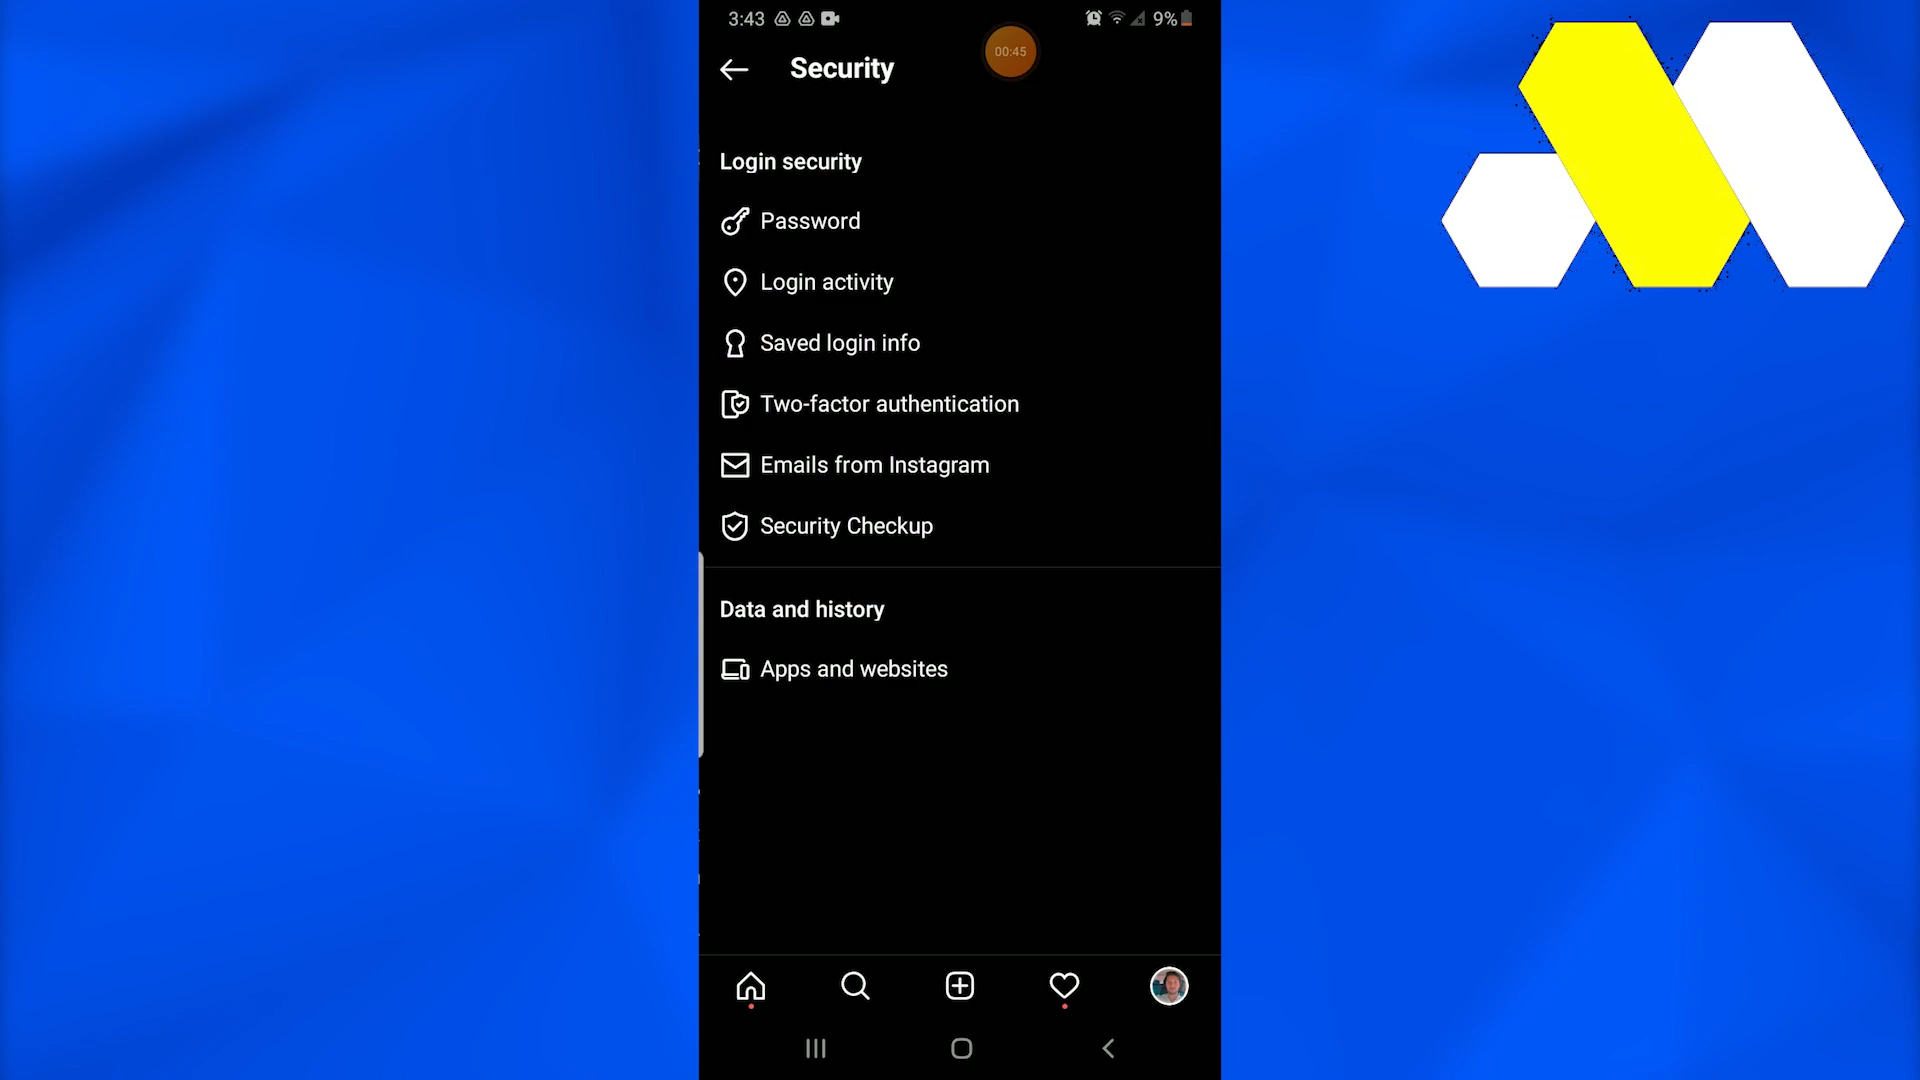 3:43
9%
00:45
Security
Login security
Password
Login activity
Saved login info
Two-factor authentication
Emails from Instagram
Security Checkup
Data and history
Apps and websites